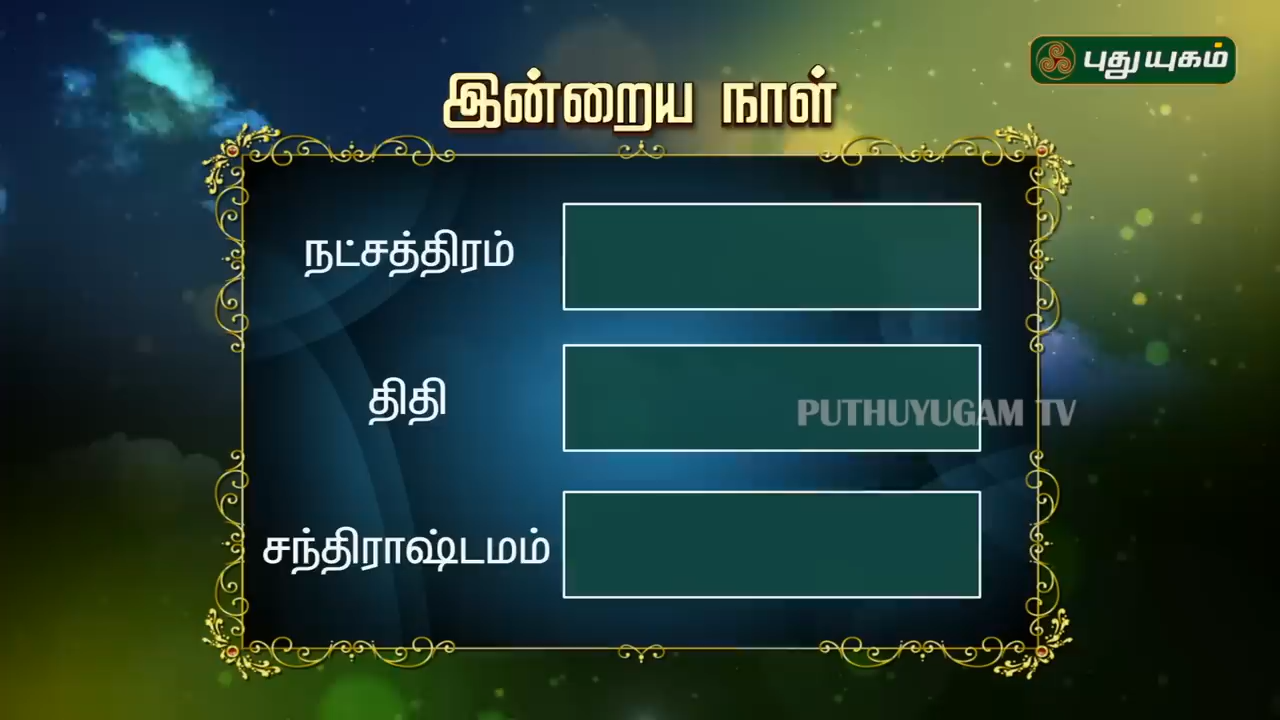 புதுயுகம்
இன்றைய நாள்
நட்சத்திரம்
திதி
PUTHUYUGAM TV
சந்திராஷ்டமம்